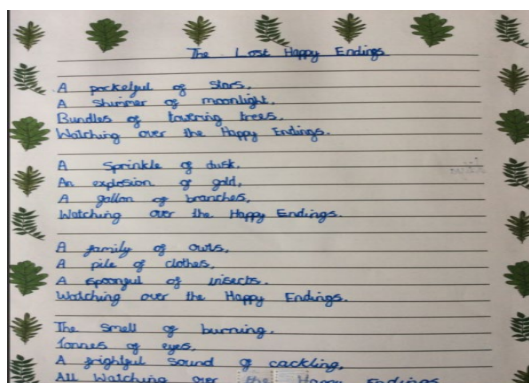 The Lost Happy Endings
A pocketful of stars,
A shimmer of moonlight.
Bundles of towering trees.
Watching over the Happy Endings.
A Sprinkle of dusk,
An explosion of gold,
A gallon of branches,
Watching over the Happy Endings.
A family of owls,
A pile of clothes,
A spoonful of insects.
Watching over the Happy Endings.
The smell of burning.
Tonnes of eyes,
A frightful sound of cackling,
All Watching over the Happy Endings